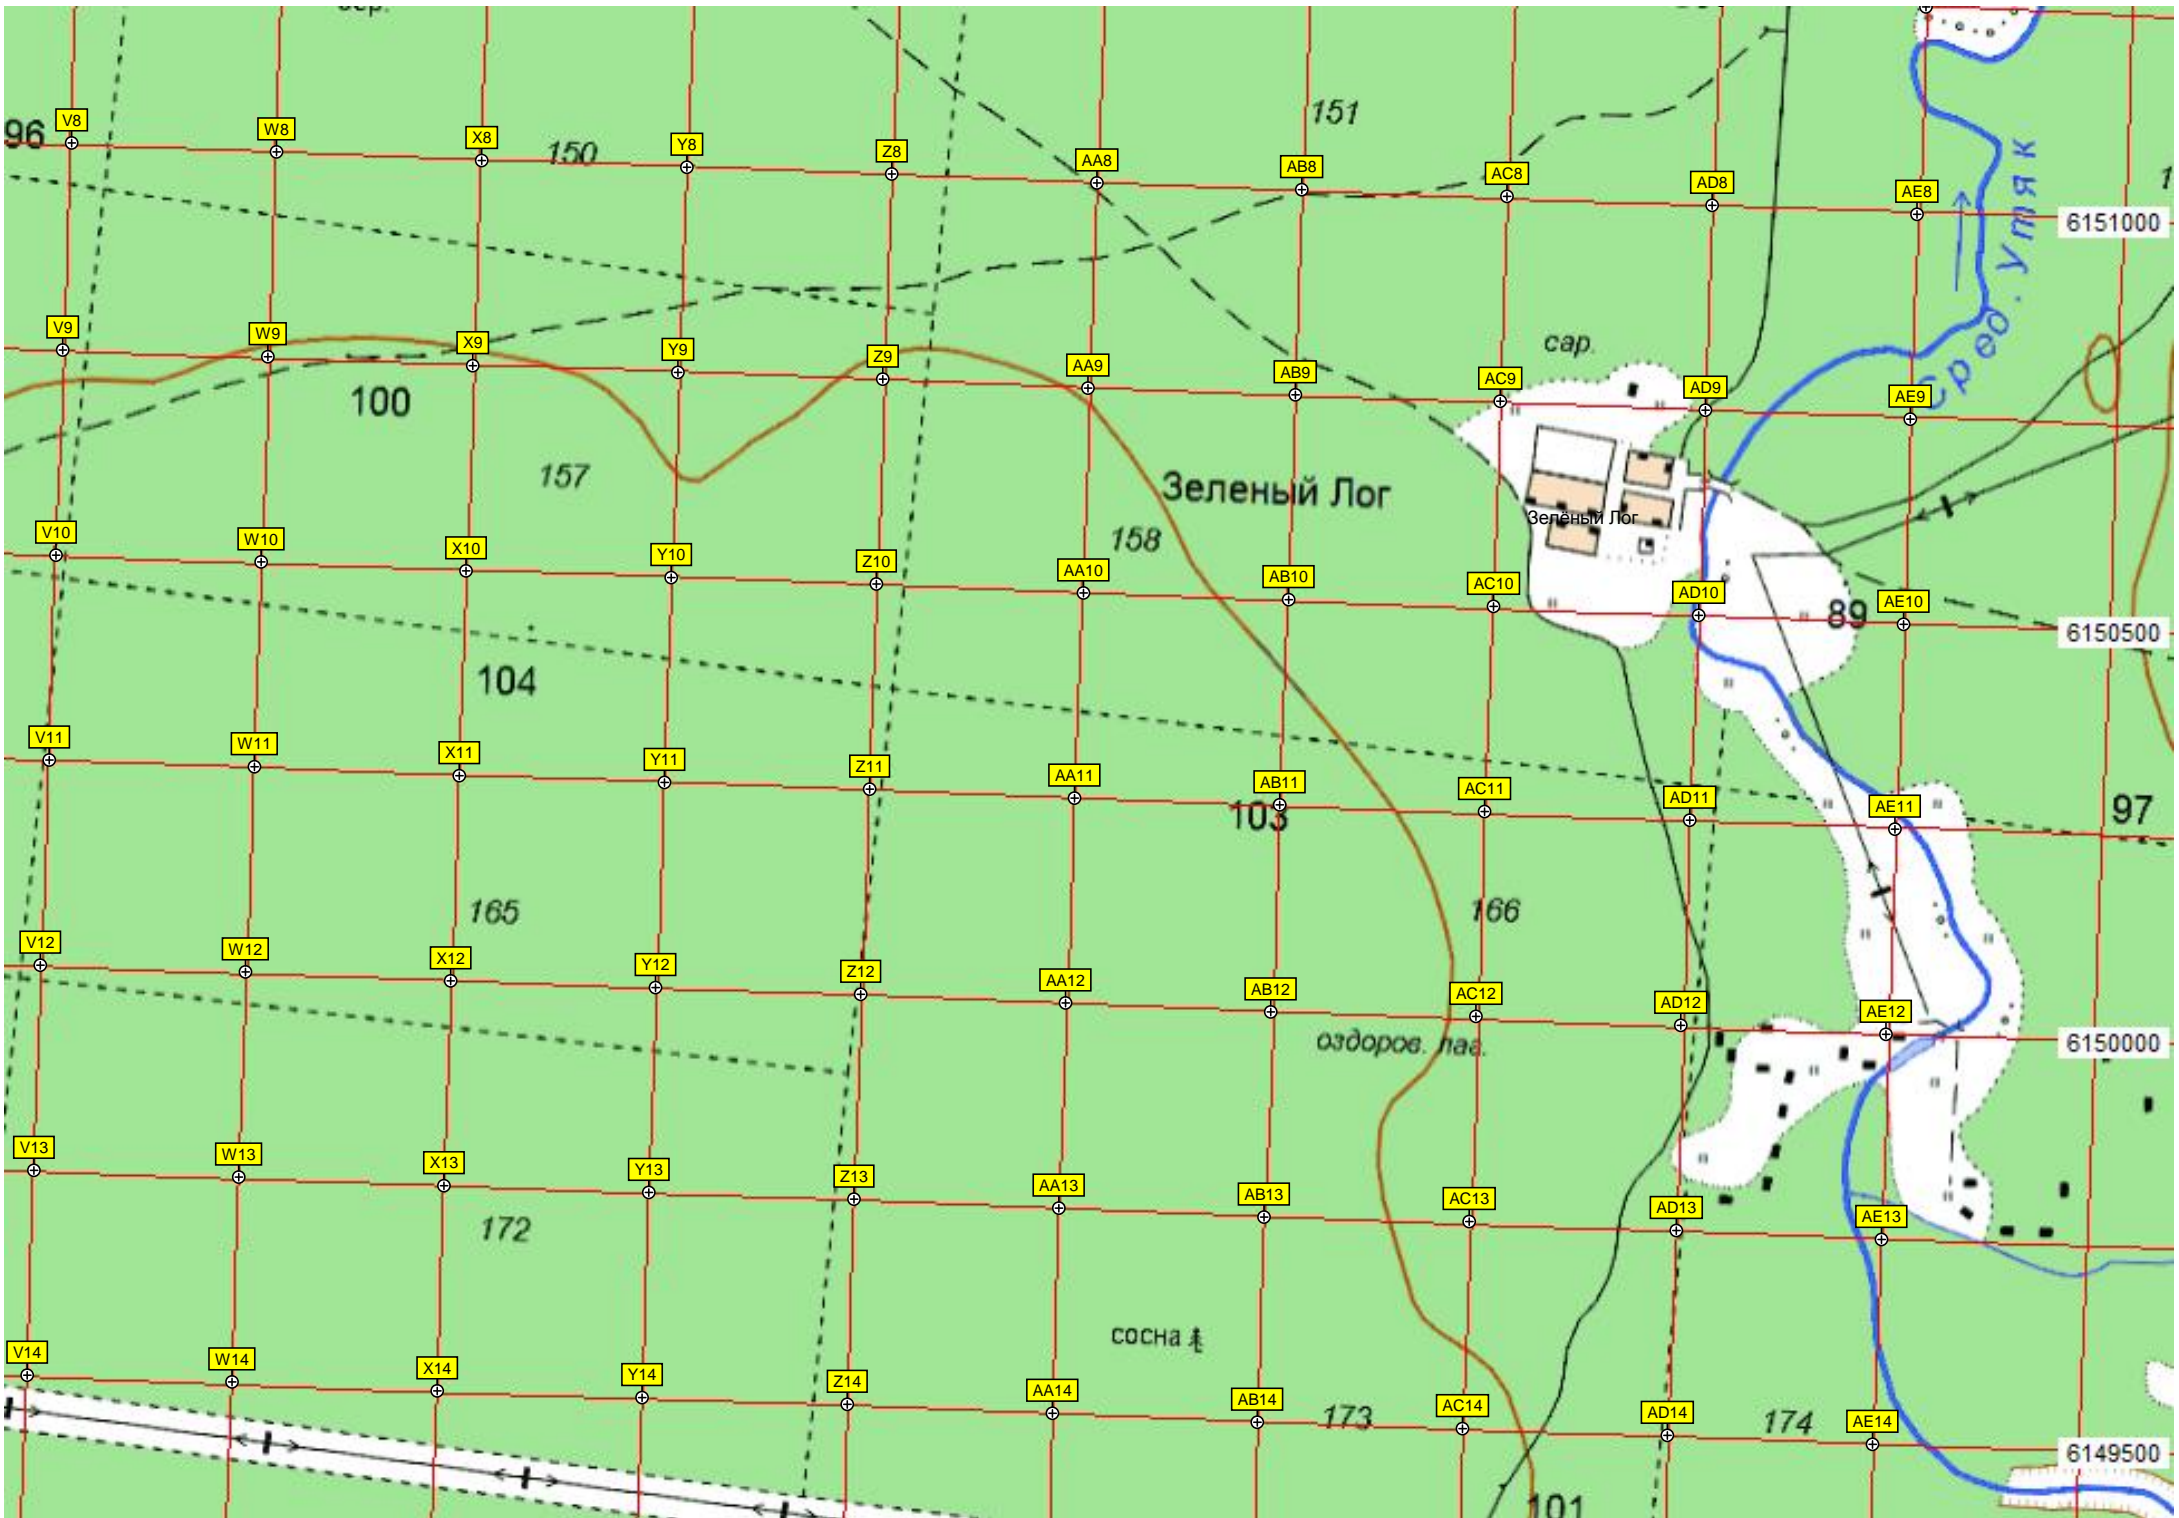 151
150
V8 W8 X8 Y8 Z8 AA8 AB8 AC8 AD8 AE8
96
6151000
Сред. Утяк
V9 W9 X9 Y9 Z9 AA9 AB9 AC9 AD9 AE9
сар.
100
157
Зеленый Лог
Зелёный Лог
158
V10 W10 X10 Y10 Z10 AA10 AB10 AC10 AD10 AE10
89
6150500
104
V11 W11 X11 Y11 Z11 AA11 AB11 AC11 AD11 AE11
103
97
165
166
V12 W12 X12 Y12 Z12 AA12 AB12 AC12 AD12 AE12
оздоров. лаг.
6150000
V13 W13 X13 Y13 Z13 AA13 AB13 AC13 AD13 AE13
172
сосна
V14 W14 X14 Y14 Z14 AA14 AB14 AC14 AD14 AE14
173
174
6149500
101